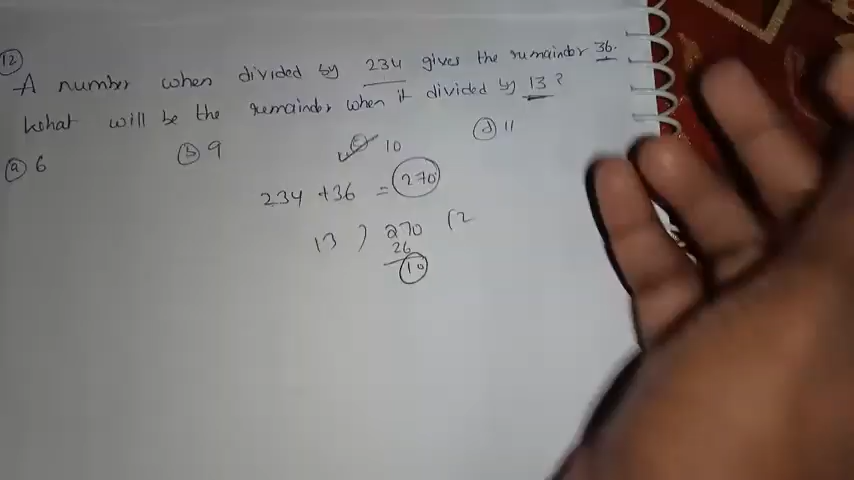 12
A number when divided by 234 gives the remainder 36.
What will be the remainder when it divided by 13?
(a) 6 (b) 9 (c) 10 (d) 11
234 + 36 = 270
13 ) 270 (2
26
10